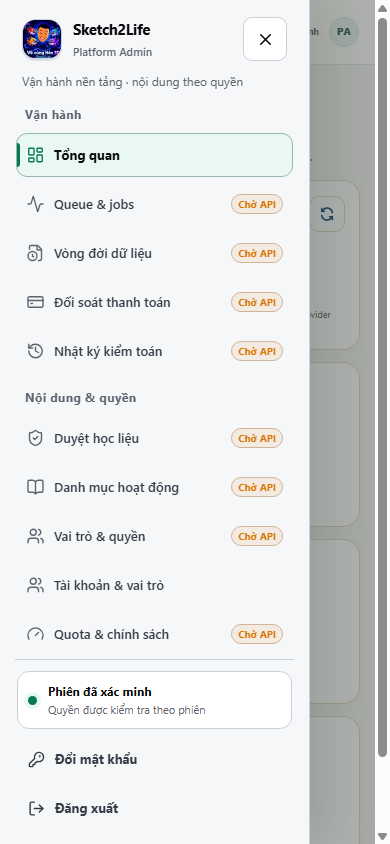 Sketch2Life
Platform Admin
Vận hành nền tảng · nội dung theo quyền
Vận hành
Tổng quan
Queue & jobs
Chờ API
Vòng đời dữ liệu
Chờ API
Đối soát thanh toán
Chờ API
Nhật ký kiểm toán
Chờ API
Nội dung & quyền
Duyệt học liệu
Chờ API
Danh mục hoạt động
Chờ API
Vai trò & quyền
Chờ API
Tài khoản & vai trò
Quota & chính sách
Chờ API
Phiên đã xác minh
Quyền được kiểm tra theo phiên
Đổi mật khẩu
Đăng xuất
PA